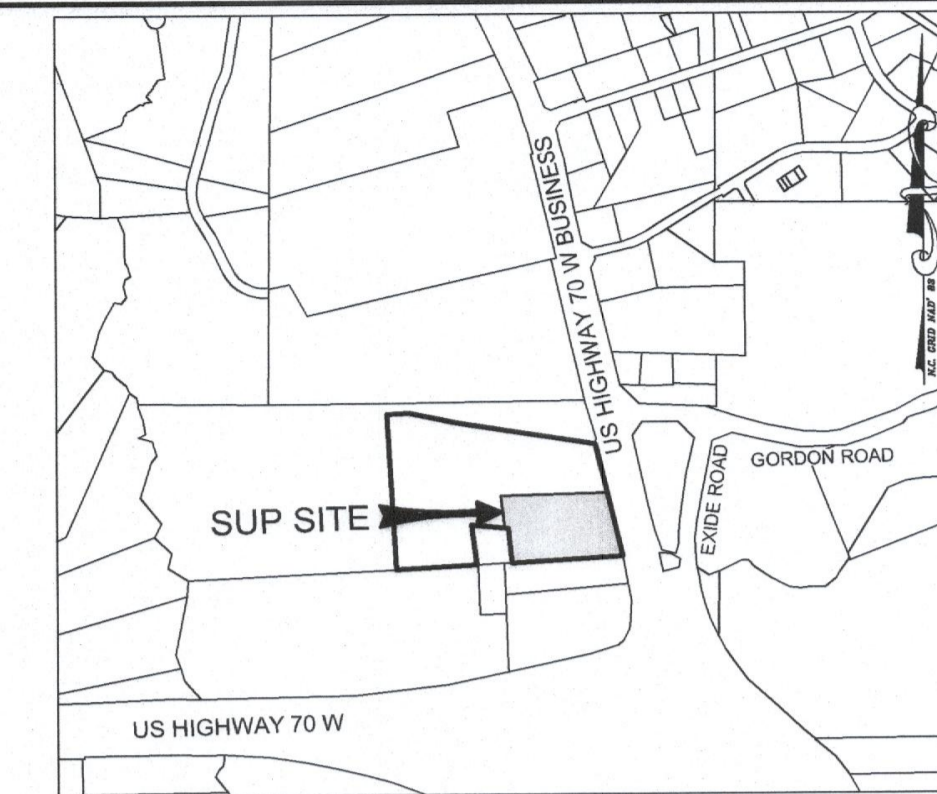 US HIGHWAY 70 W BUSINESS
N.C. GRID NAD' 83
GORDON ROAD
EXIDE ROAD
SUP SITE
US HIGHWAY 70 W